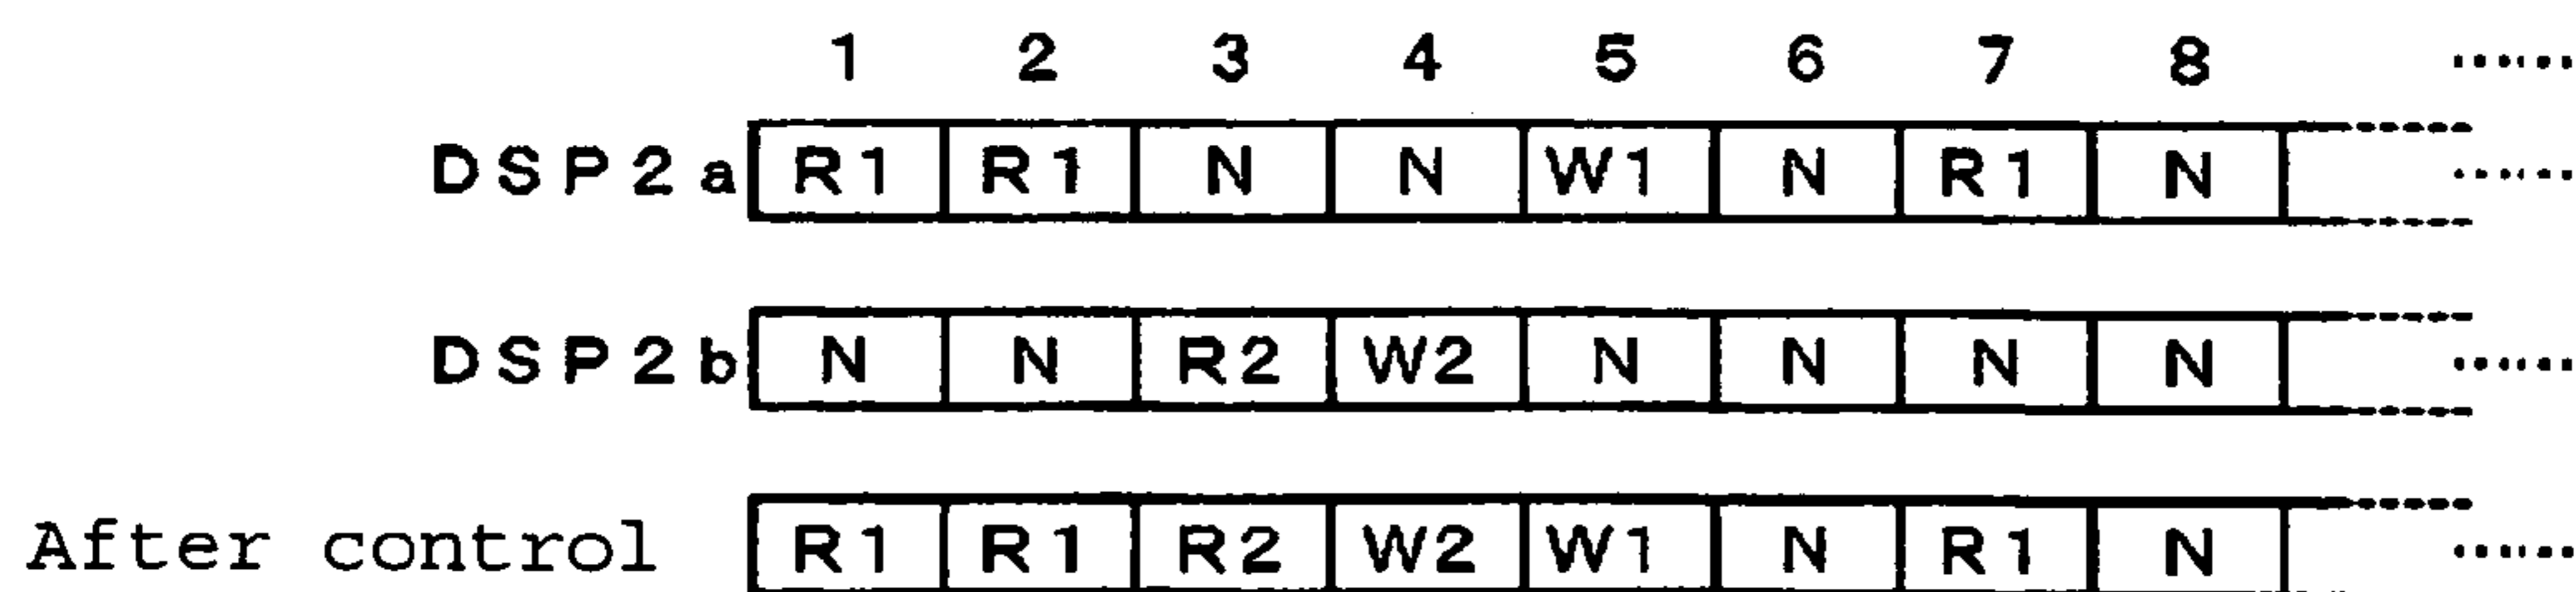 1 2 3 4 5 6 7 8 ......
DSP2a R1 R1 N N W1 N R1 N ......
DSP2b N N R2 W2 N N N N ......
After control R1 R1 R2 W2 W1 N R1 N ......